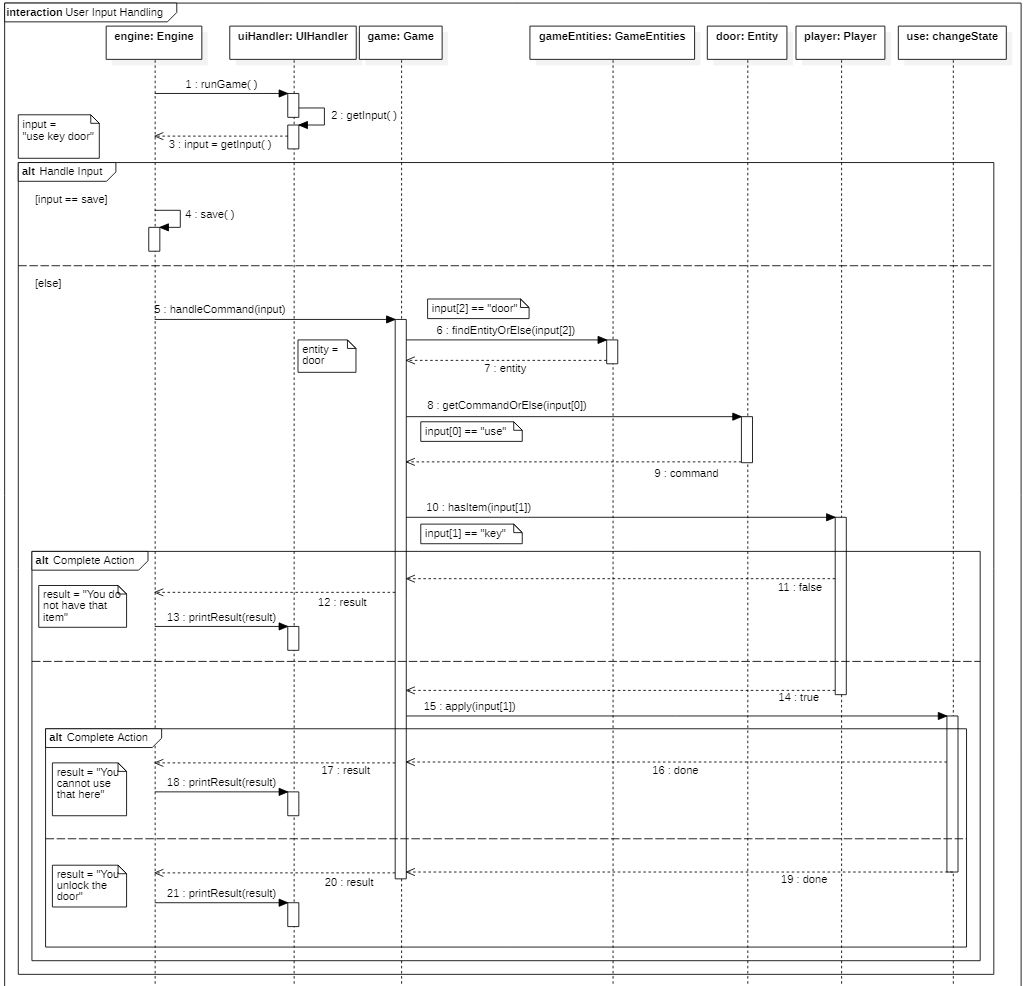 interaction User Input Handling
engine: Engine
uiHandler: UIHandler
game: Game
gameEntities: GameEntities
door: Entity
player: Player
use: changeState
1 : runGame( )
2 : getInput( )
input =
"use key door"
3 : input = getInput( )
alt Handle Input
[input == save]
4 : save( )
[else]
5 : handleCommand(input)
input[2] == "door"
6 : findEntityOrElse(input[2])
entity =
door
7 : entity
8 : getCommandOrElse(input[0])
input[0] == "use"
9 : command
10 : hasItem(input[1])
input[1] == "key"
alt Complete Action
11 : false
result = "You do
not have that
item"
12 : result
13 : printResult(result)
14 : true
15 : apply(input[1])
alt Complete Action
result = "You
cannot use
that here"
17 : result
16 : done
18 : printResult(result)
result = "You
unlock the
door"
20 : result
19 : done
21 : printResult(result)